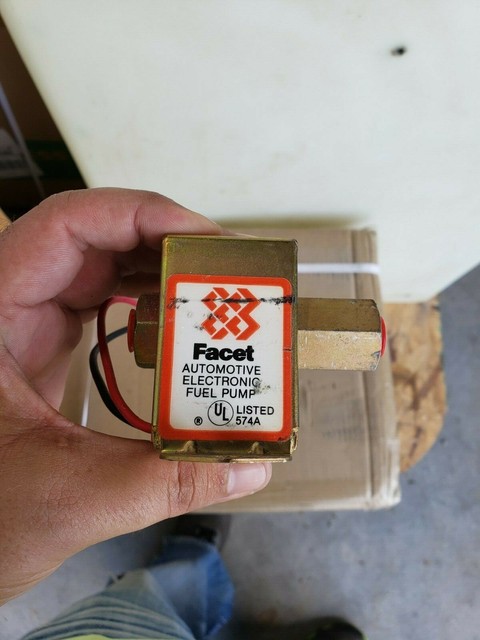 Facet
AUTOMOTIVE
ELECTRONIC
FUEL PUMP
® UL LISTED
574A